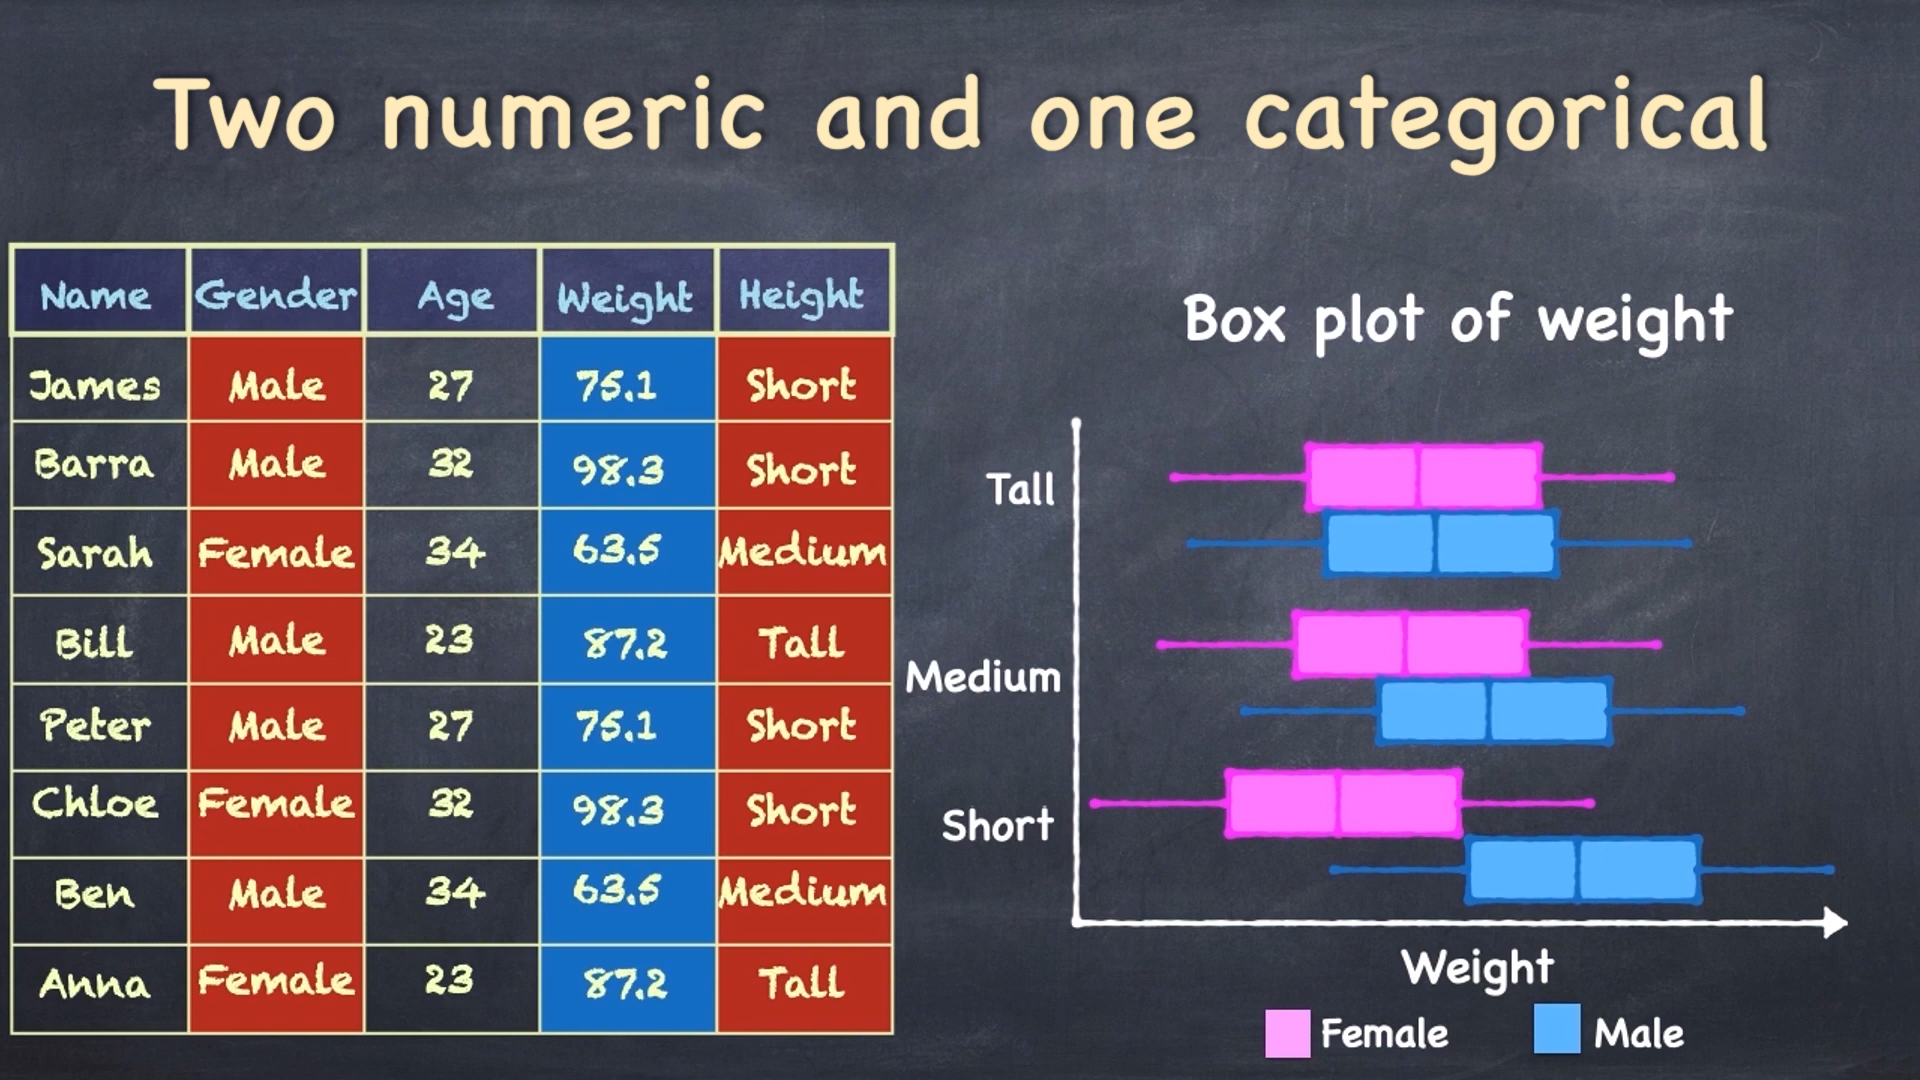 Two numeric and one categorical
Name Gender Age Weight Height
James Male 27 75.1 Short
Barra Male 32 98.3 Short
Sarah Female 34 63.5 Medium
Bill Male 23 87.2 Tall
Peter Male 27 75.1 Short
Chloe Female 32 98.3 Short
Ben Male 34 63.5 Medium
Anna Female 23 87.2 Tall
Box plot of weight
Tall
Medium
Short
Weight
Female Male